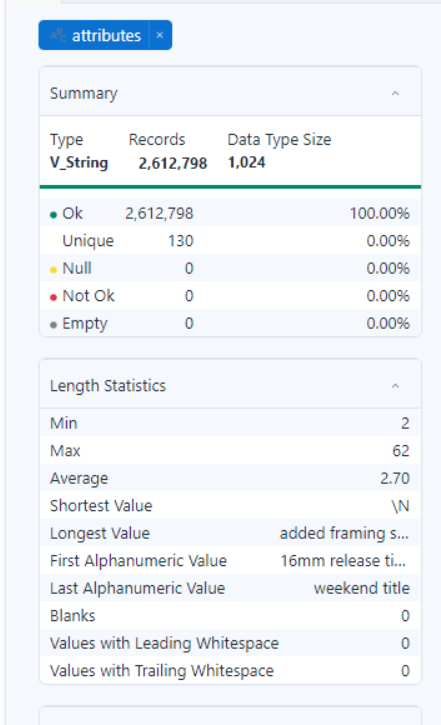 attributes ×
Summary
Type Records Data Type Size
V_String 2,612,798 1,024
Ok 2,612,798 100.00%
Unique 130 0.00%
Null 0 0.00%
Not Ok 0 0.00%
Empty 0 0.00%
Length Statistics
Min 2
Max 62
Average 2.70
Shortest Value \N
Longest Value added framing s...
First Alphanumeric Value 16mm release ti...
Last Alphanumeric Value weekend title
Blanks 0
Values with Leading Whitespace 0
Values with Trailing Whitespace 0